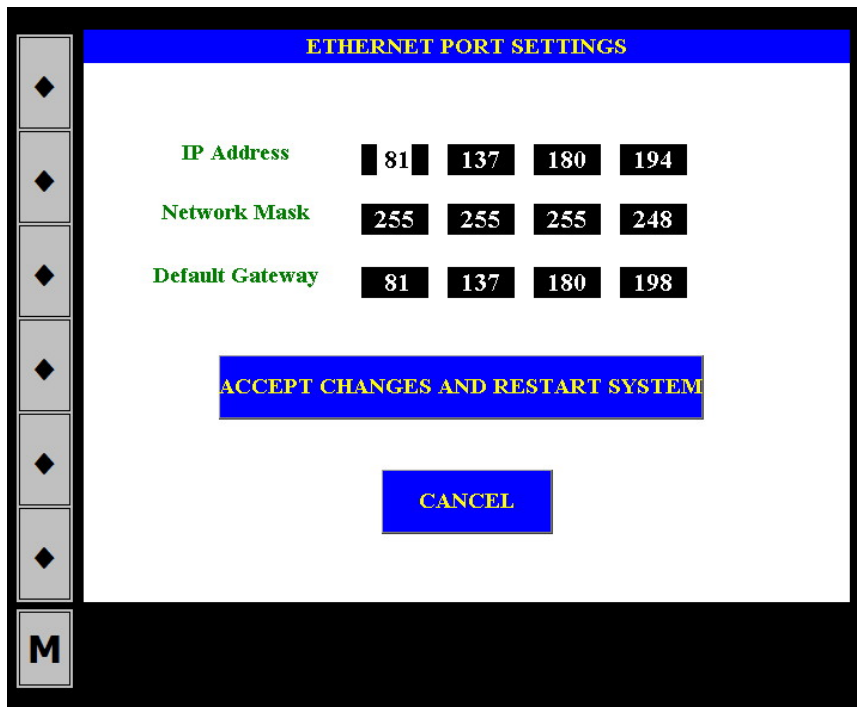 ETHERNET PORT SETTINGS
IP Address 81 137 180 194
Network Mask 255 255 255 248
Default Gateway 81 137 180 198
ACCEPT CHANGES AND RESTART SYSTEM
CANCEL
M